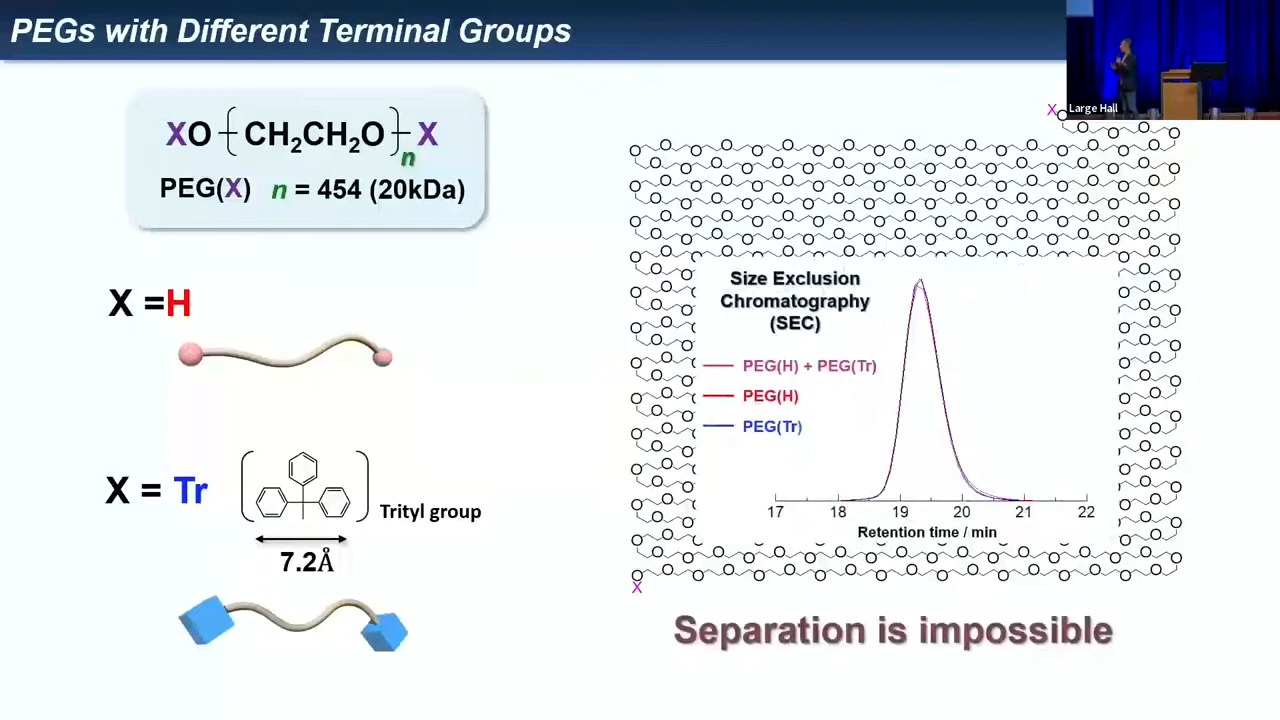 PEGs with Different Terminal Groups
Large Hall
XO⁅CH₂CH₂O⁆ₙX
PEG(X) n = 454 (20kDa)
X =H
X = Tr
Trityl group
7.2Å
X
Size Exclusion
Chromatography
(SEC)
PEG(H) + PEG(Tr)
PEG(H)
PEG(Tr)
17 18 19 20 21 22
Retention time / min
X
Separation is impossible